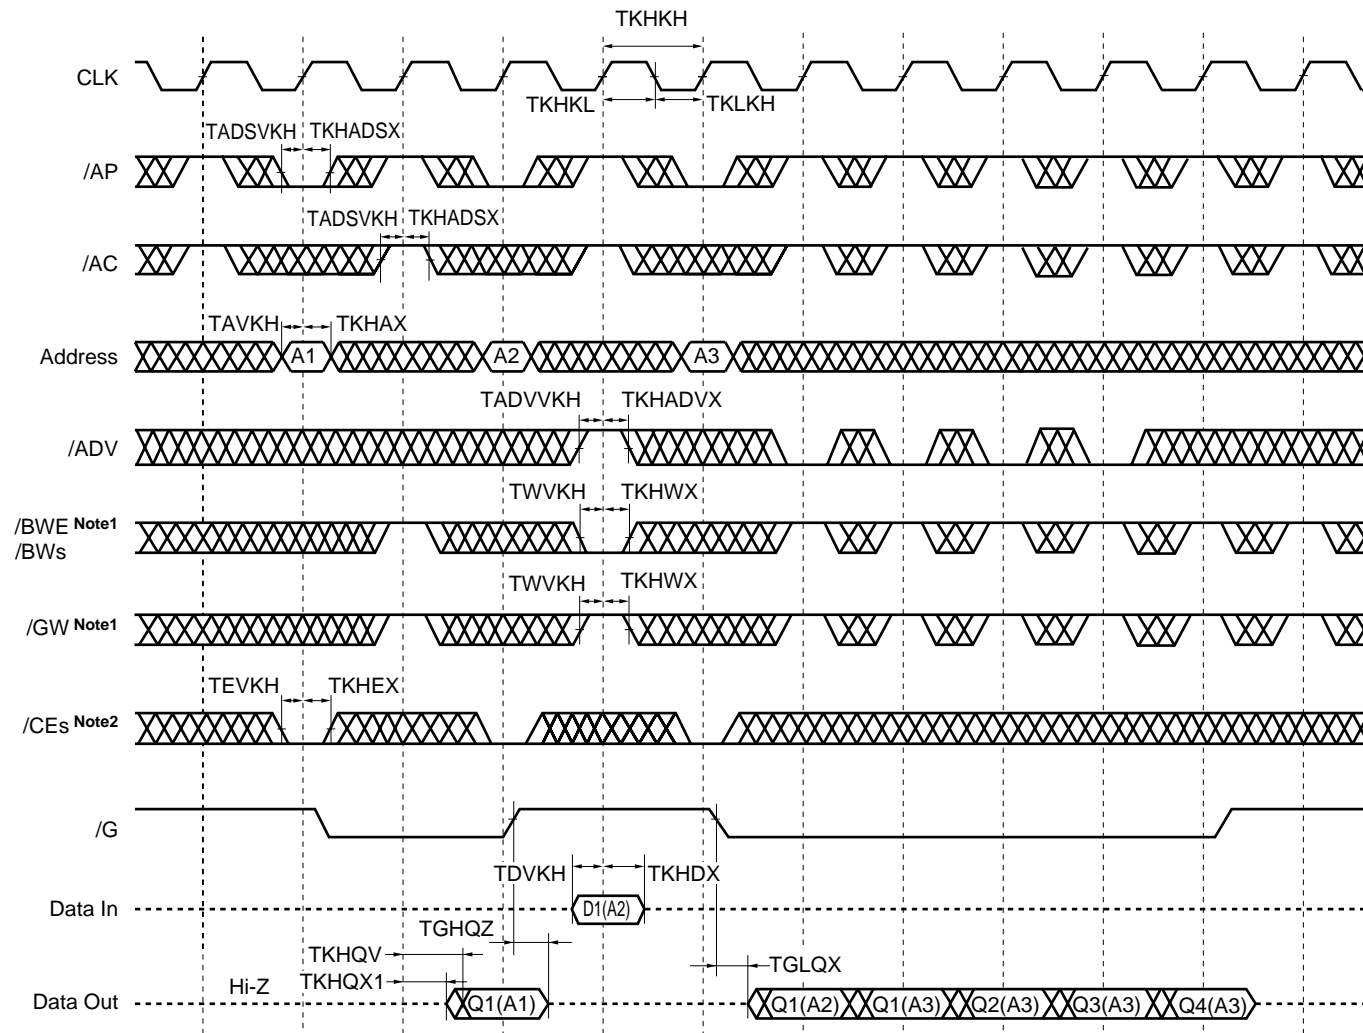 TKHKH
CLK
TKHKL TKLKH
TADSVKH TKHADSX
/AP
TADSVKH TKHADSX
/AC
TAVKH TKHAX
Address A1 A2 A3
TADVVKH TKHADVX
/ADV
TWVKH TKHWX
/BWE Note1
/BWs
TWVKH TKHWX
/GW Note1
TEVKH TKHEX
/CEs Note2
/G
TDVKH TKHDX
Data In D1(A2)
TGHQZ
TKHQV
TGLQX
TKHQX1
Hi-Z
Data Out Q1(A1) Q1(A2) Q1(A3) Q2(A3) Q3(A3) Q4(A3)